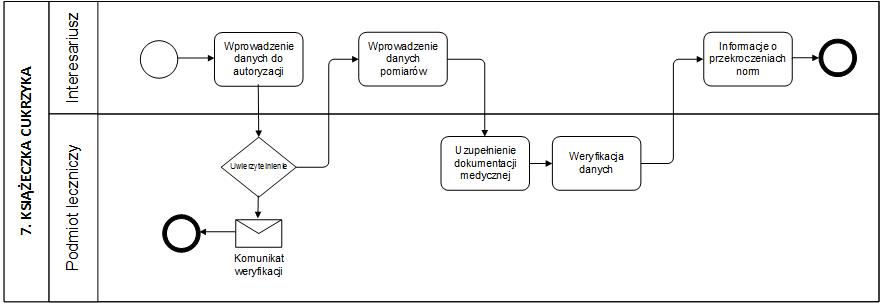 7. KSIĄŻECZKA CUKRZYKA
Interesariusz
Wprowadzenie
danych do
autoryzacji
Wprowadzenie
danych
pomiarów
Informacje o
przekroczeniach
norm
Podmiot leczniczy
Uwierzytelnienie
Uzupełnienie
dokumentacji
medycznej
Weryfikacja
danych
Komunikat
weryfikacji